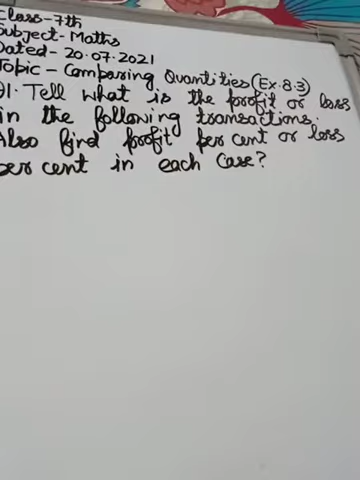 Class-7th
Subject- Maths
Dated- 20.07.2021
Topic - Comparing Quantities (Ex.8.3)
Q1. Tell what is the profit or loss
in the following transactions.
Also find profit per cent or loss
per cent in each case?